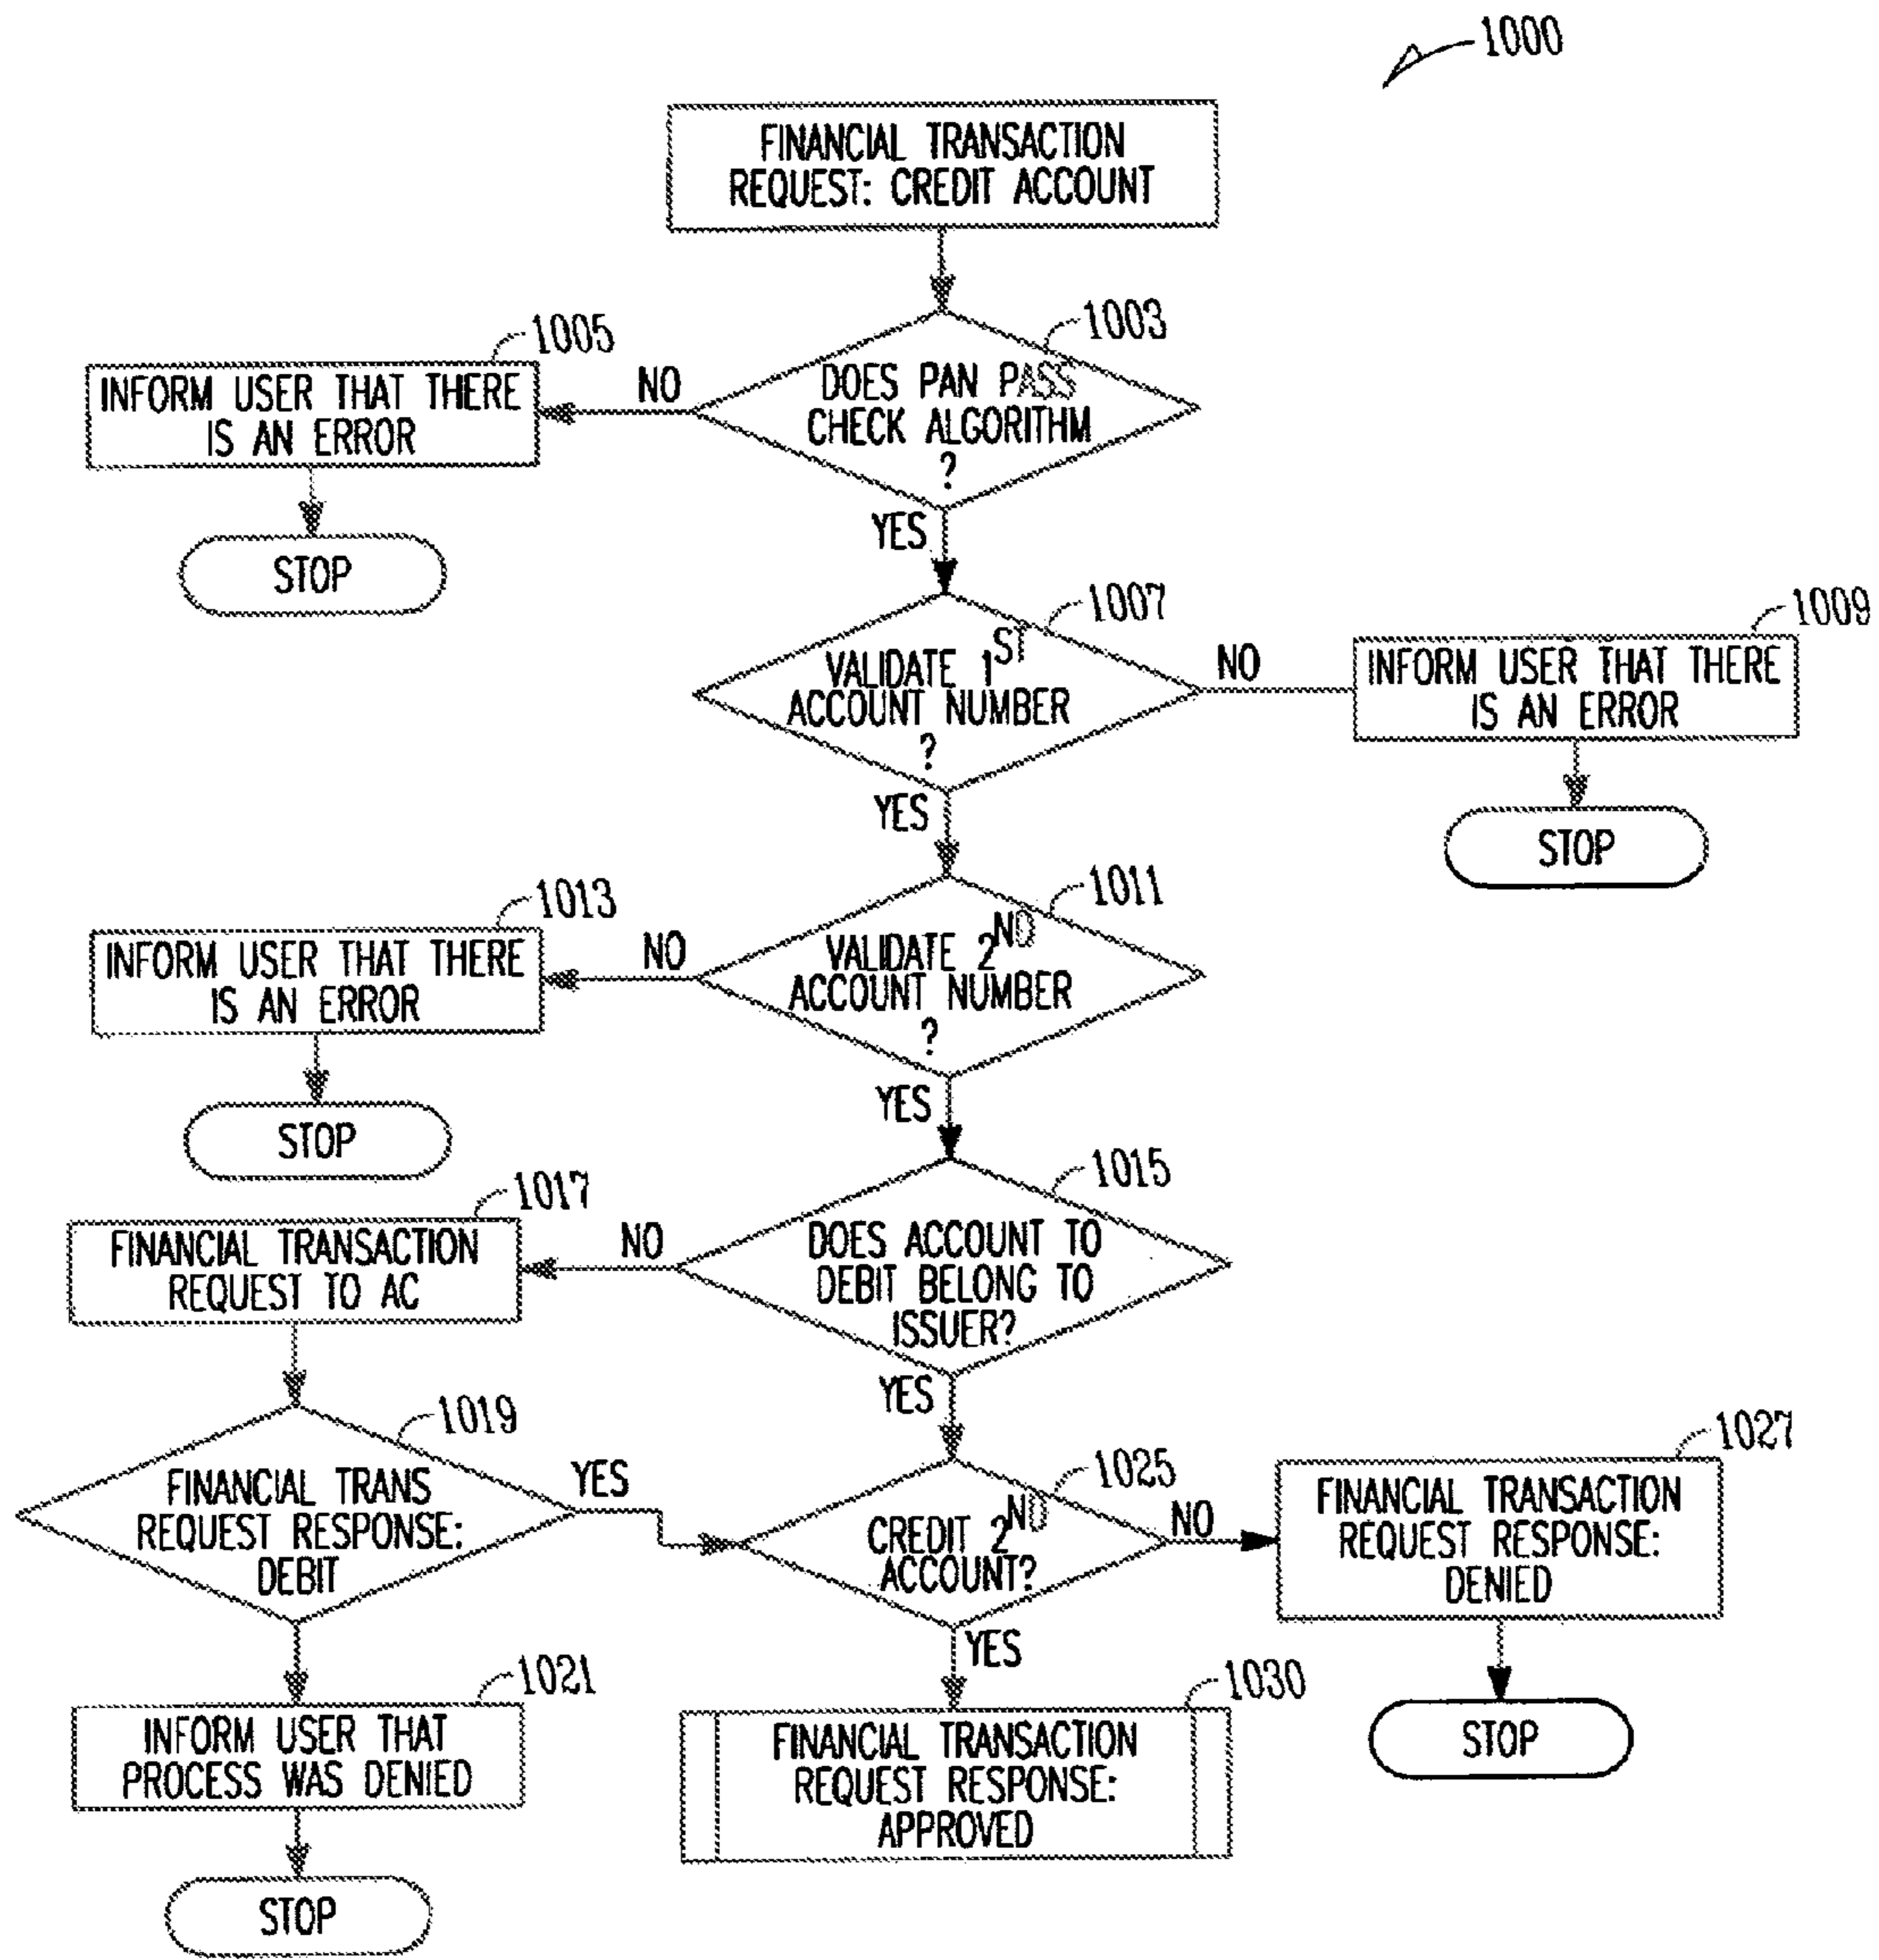 1000
FINANCIAL TRANSACTION
REQUEST: CREDIT ACCOUNT
1003
DOES PAN PASS
CHECK ALGORITHM
?
NO
1005
INFORM USER THAT THERE
IS AN ERROR
STOP
YES
1007
VALIDATE 1ST
ACCOUNT NUMBER
?
NO
1009
INFORM USER THAT THERE
IS AN ERROR
STOP
YES
1011
VALIDATE 2ND
ACCOUNT NUMBER
?
NO
1013
INFORM USER THAT THERE
IS AN ERROR
STOP
YES
1015
DOES ACCOUNT TO
DEBIT BELONG TO
ISSUER?
NO
1017
FINANCIAL TRANSACTION
REQUEST TO AC
YES
1019
FINANCIAL TRANS
REQUEST RESPONSE:
DEBIT
YES
1025
CREDIT 2ND
ACCOUNT?
NO
1027
FINANCIAL TRANSACTION
REQUEST RESPONSE:
DENIED
STOP
1021
INFORM USER THAT
PROCESS WAS DENIED
STOP
YES
1030
FINANCIAL TRANSACTION
REQUEST RESPONSE:
APPROVED